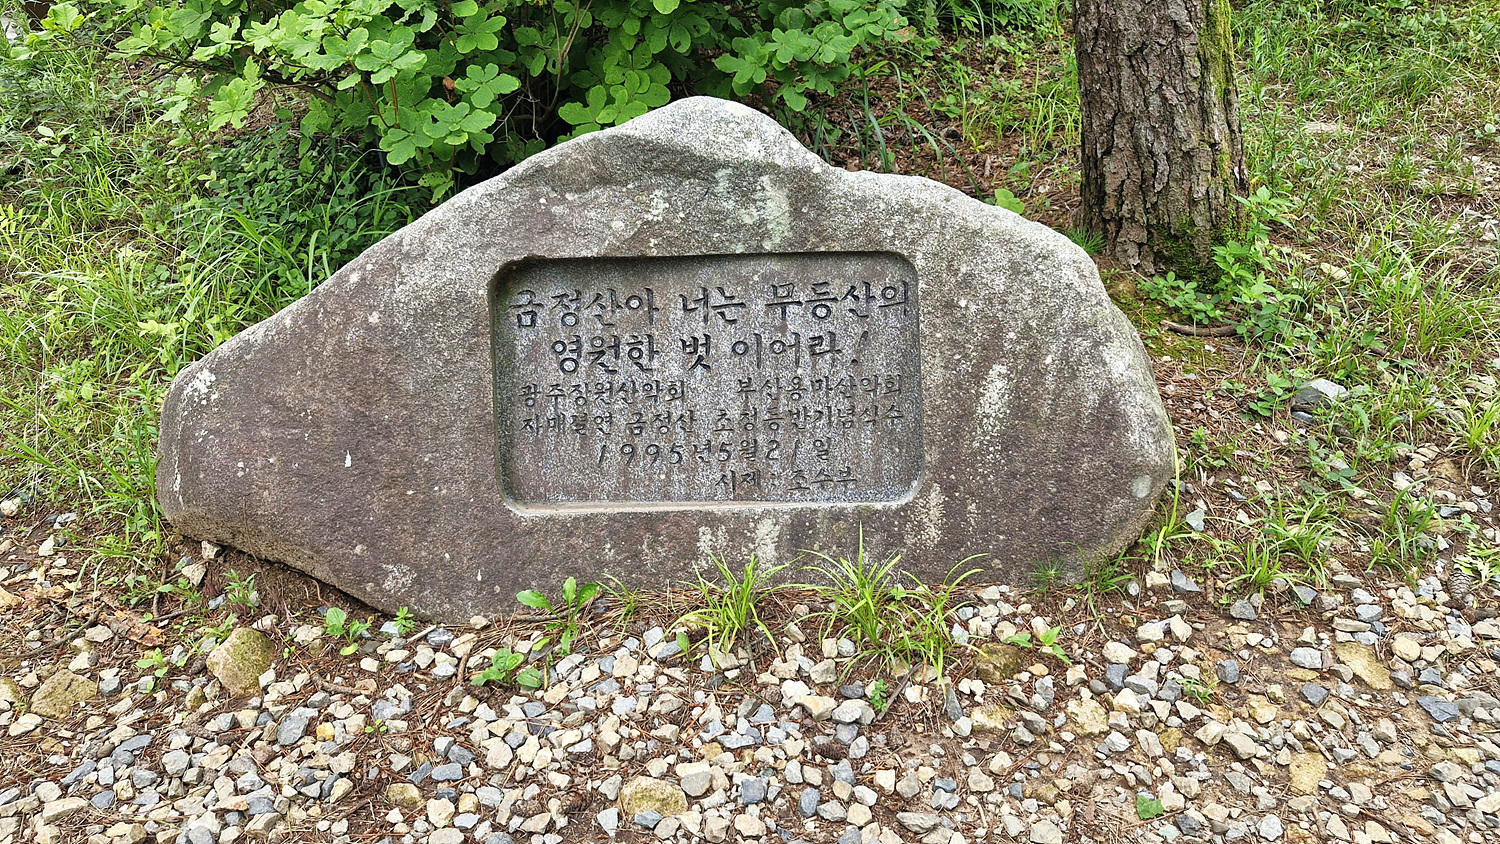 금정산아 너는 무등산의
영원한 벗 이어라!
광주장원산악회 부산용마산악회
자매결연 금정산 초청등반기념식수
1995년5월21일
시제: 조수부